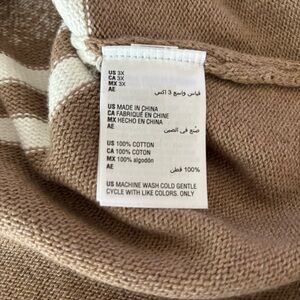 US 3X
CA 3X
MX 3X
AE قياس واسع 3 اكس
US MADE IN CHINA
CA FABRIQUÉ EN CHINE
MX HECHO EN CHINA
AE صنع في الصين
US 100% COTTON
CA 100% COTON
MX 100% algodón
AE 100% قطن
US MACHINE WASH COLD GENTLE
CYCLE WITH LIKE COLORS. ONLY